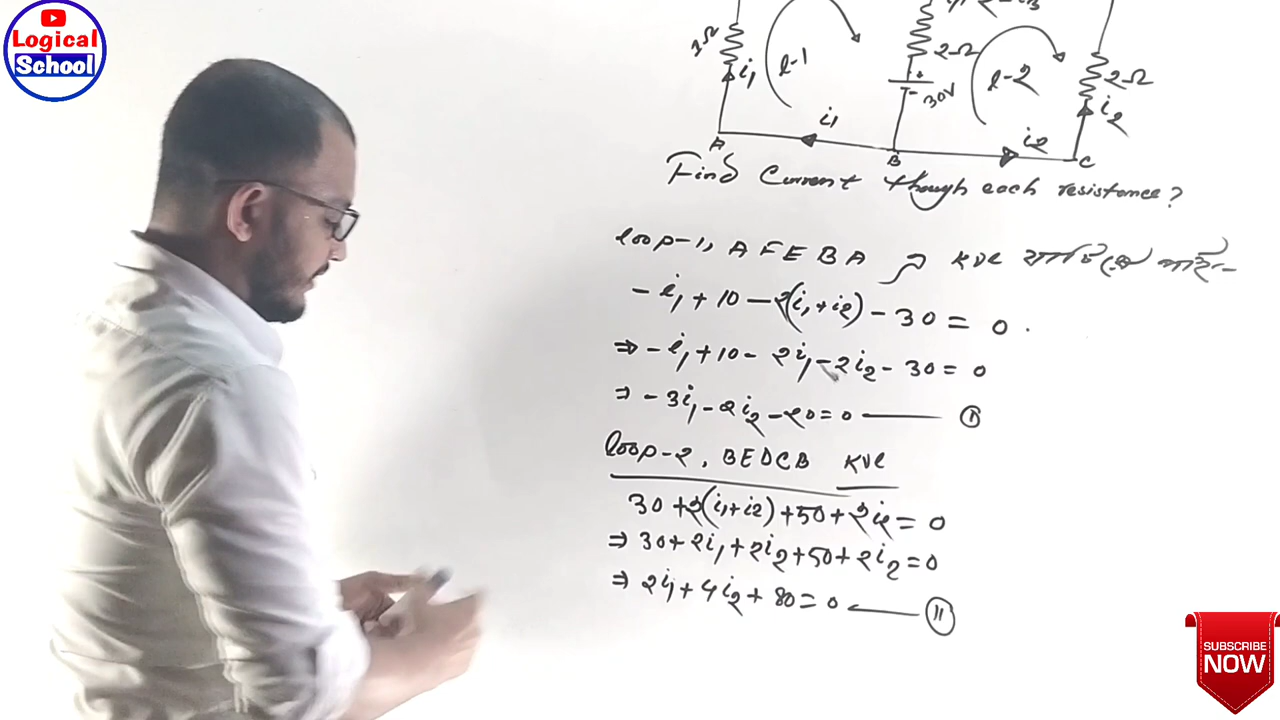 Logical
School
1Ω
i1
l-1
2Ω
30V
l-2
2Ω
i2
i1
i2
A
B
C
Find Current though each resistance?
loop-1, A F E B A KVL
- i1 + 10 - 2(i1+i2) - 30 = 0
⇒ - i1 + 10 - 2i1 - 2i2 - 30 = 0
⇒ - 3i1 - 2i2 - 20 = 0 — I
loop-2, BEDCB KVL
30 + 2(i1+i2) + 50 + 2i2 = 0
⇒ 30 + 2i1 + 2i2 + 50 + 2i2 = 0
⇒ 2i1 + 4i2 + 80 = 0 — II
SUBSCRIBE
NOW